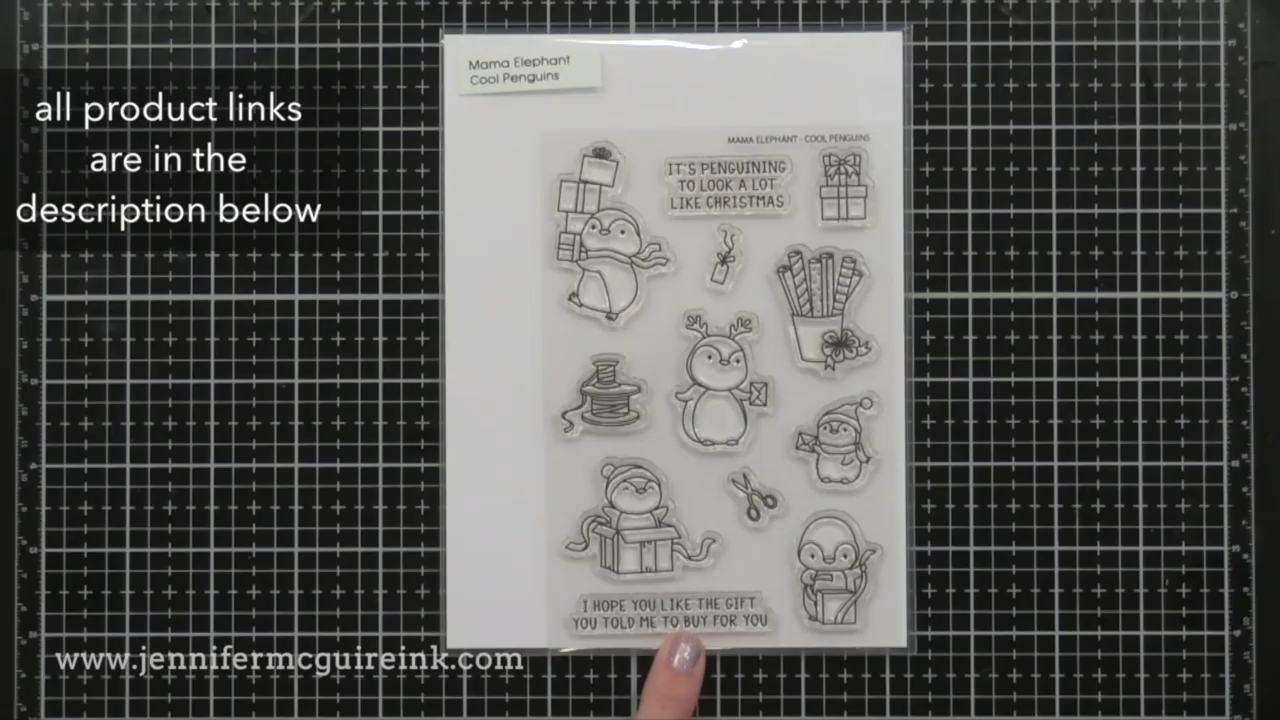 all product links
are in the
description below
Mama Elephant
Cool Penguins
MAMA ELEPHANT - COOL PENGUINS
IT'S PENGUINING
TO LOOK A LOT
LIKE CHRISTMAS
I HOPE YOU LIKE THE GIFT
YOU TOLD ME TO BUY FOR YOU
www.jennifermcguireink.com